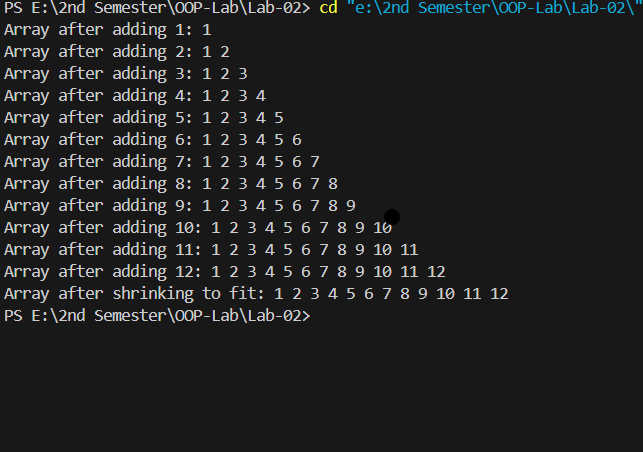 PS E:\2nd Semester\OOP-Lab\Lab-02> cd "e:\2nd Semester\OOP-Lab\Lab-02\"
Array after adding 1: 1
Array after adding 2: 1 2
Array after adding 3: 1 2 3
Array after adding 4: 1 2 3 4
Array after adding 5: 1 2 3 4 5
Array after adding 6: 1 2 3 4 5 6
Array after adding 7: 1 2 3 4 5 6 7
Array after adding 8: 1 2 3 4 5 6 7 8
Array after adding 9: 1 2 3 4 5 6 7 8 9
Array after adding 10: 1 2 3 4 5 6 7 8 9 10
Array after adding 11: 1 2 3 4 5 6 7 8 9 10 11
Array after adding 12: 1 2 3 4 5 6 7 8 9 10 11 12
Array after shrinking to fit: 1 2 3 4 5 6 7 8 9 10 11 12
PS E:\2nd Semester\OOP-Lab\Lab-02>